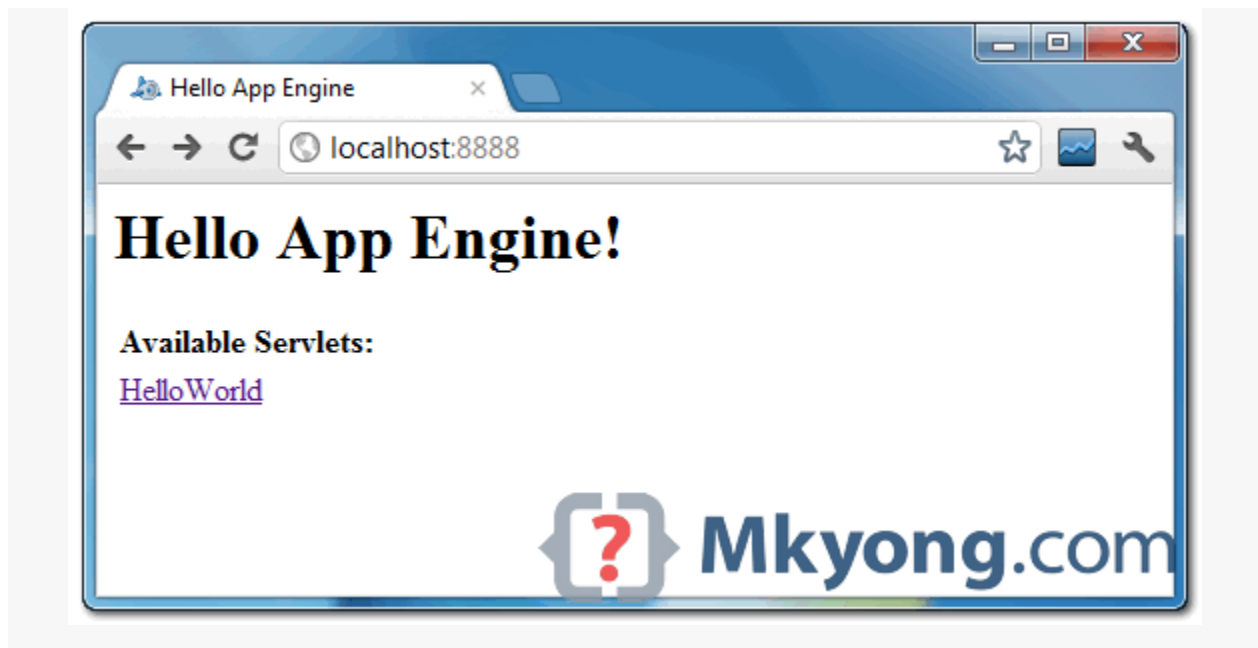 Hello App Engine
localhost:8888
Hello App Engine!
Available Servlets:
HelloWorld
{?} Mkyong.com